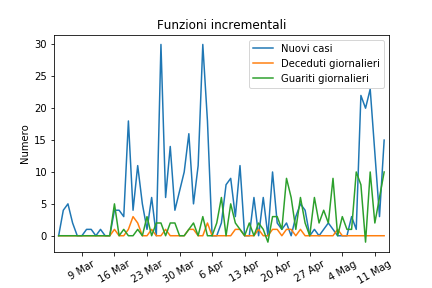 Funzioni incrementali
Nuovi casi
Deceduti giornalieri
Guariti giornalieri
Numero
30
25
20
15
10
5
0
9 Mar
16 Mar
23 Mar
30 Mar
6 Apr
13 Apr
20 Apr
27 Apr
4 Mag
11 Mag